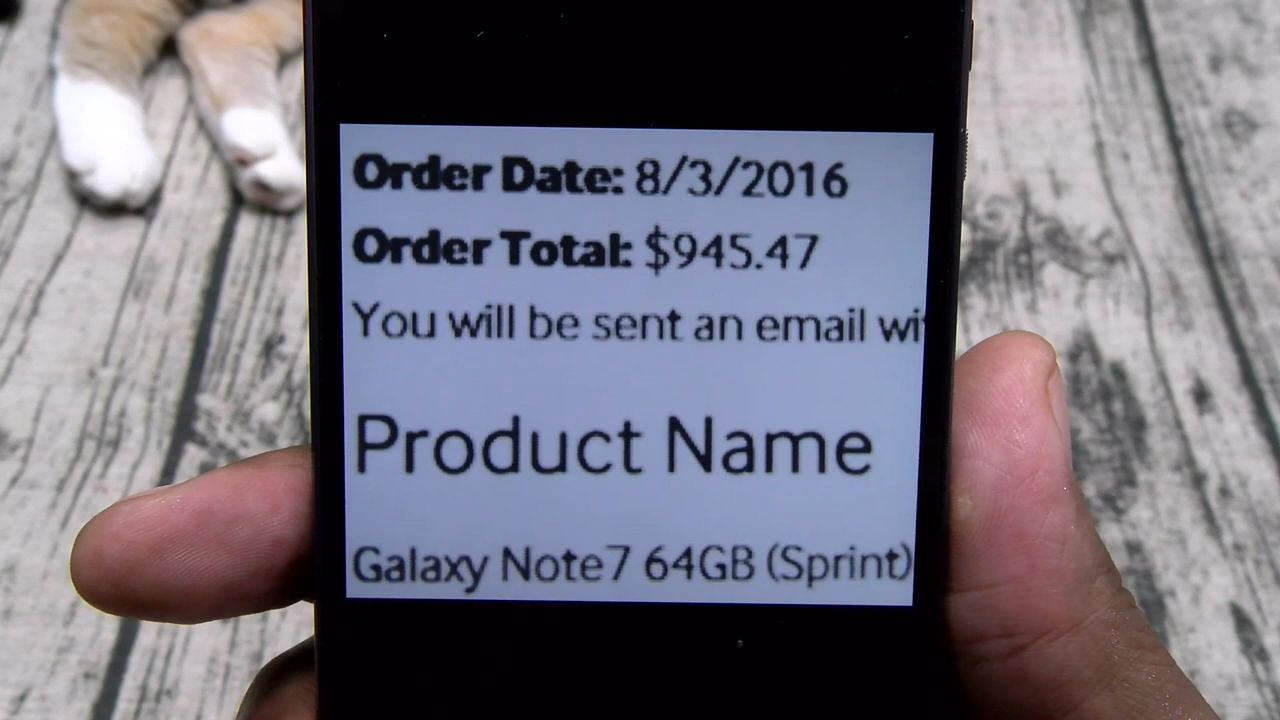 Order Date: 8/3/2016
Order Total: $945.47
You will be sent an email
Product Name
Galaxy Note7 64GB (Sprint)